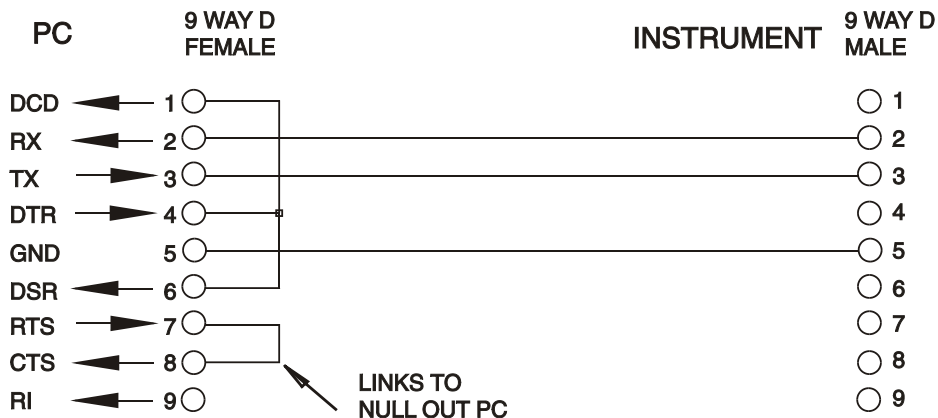 PC
9 WAY D
FEMALE
INSTRUMENT
9 WAY D
MALE
DCD 1 1
RX 2 2
TX 3 3
DTR 4 4
GND 5 5
DSR 6 6
RTS 7 7
CTS 8 8
RI 9 9
LINKS TO
NULL OUT PC